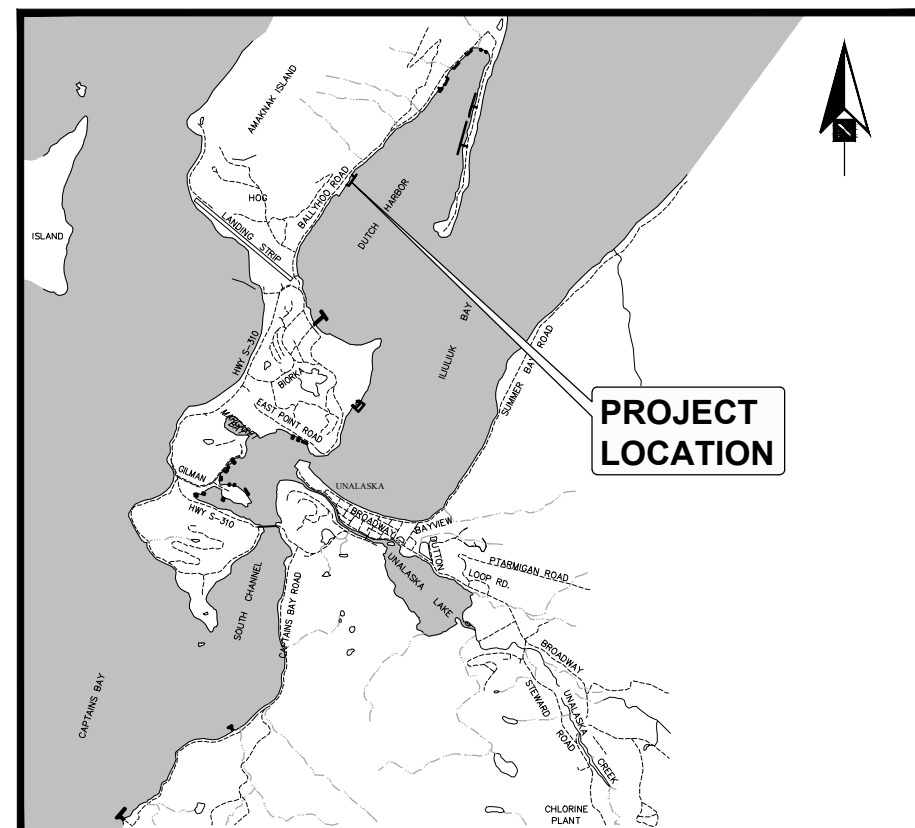 AMAKNAK ISLAND
HOG
BALLYHOO ROAD
LANDING STRIP
DUTCH HARBOR
ISLAND
ILIULIUK BAY
HWY S-310
SUMMER BAY ROAD
BIORKA
EAST POINT ROAD
PROJECT
LOCATION
GILMAN
UNALASKA
HWY S-310
BROADWAY
BAYVIEW
DUTTON
PTARMIGAN ROAD
LOOP RD.
UNALASKA LAKE
SOUTH CHANNEL
CAPTAINS BAY ROAD
BROADWAY
STEWARD ROAD
UNALASKA CREEK
CAPTAINS BAY
CHLORINE
PLANT